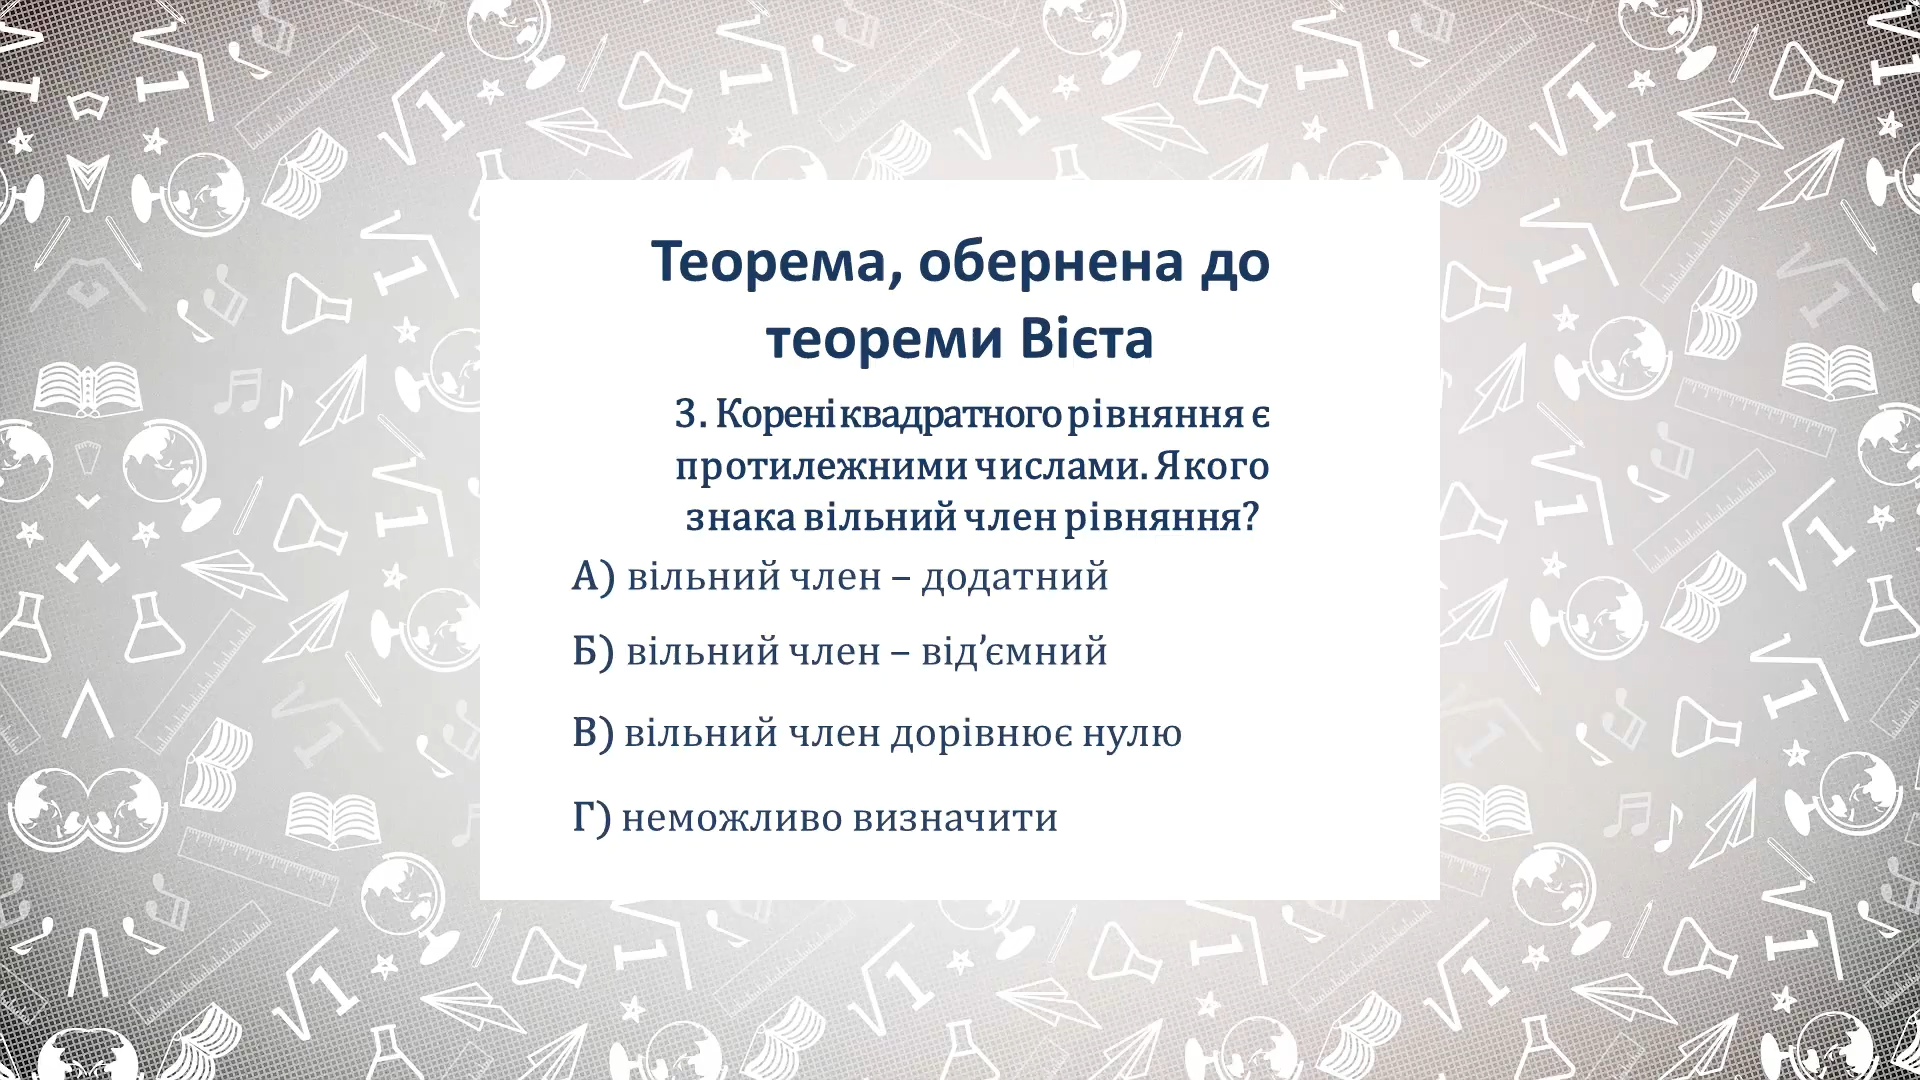 Теорема, обернена до
теореми Вієта
3. Корені квадратного рівняння є
протилежними числами. Якого
знака вільний член рівняння?
А) вільний член – додатний
Б) вільний член – від’ємний
В) вільний член дорівнює нулю
Г) неможливо визначити